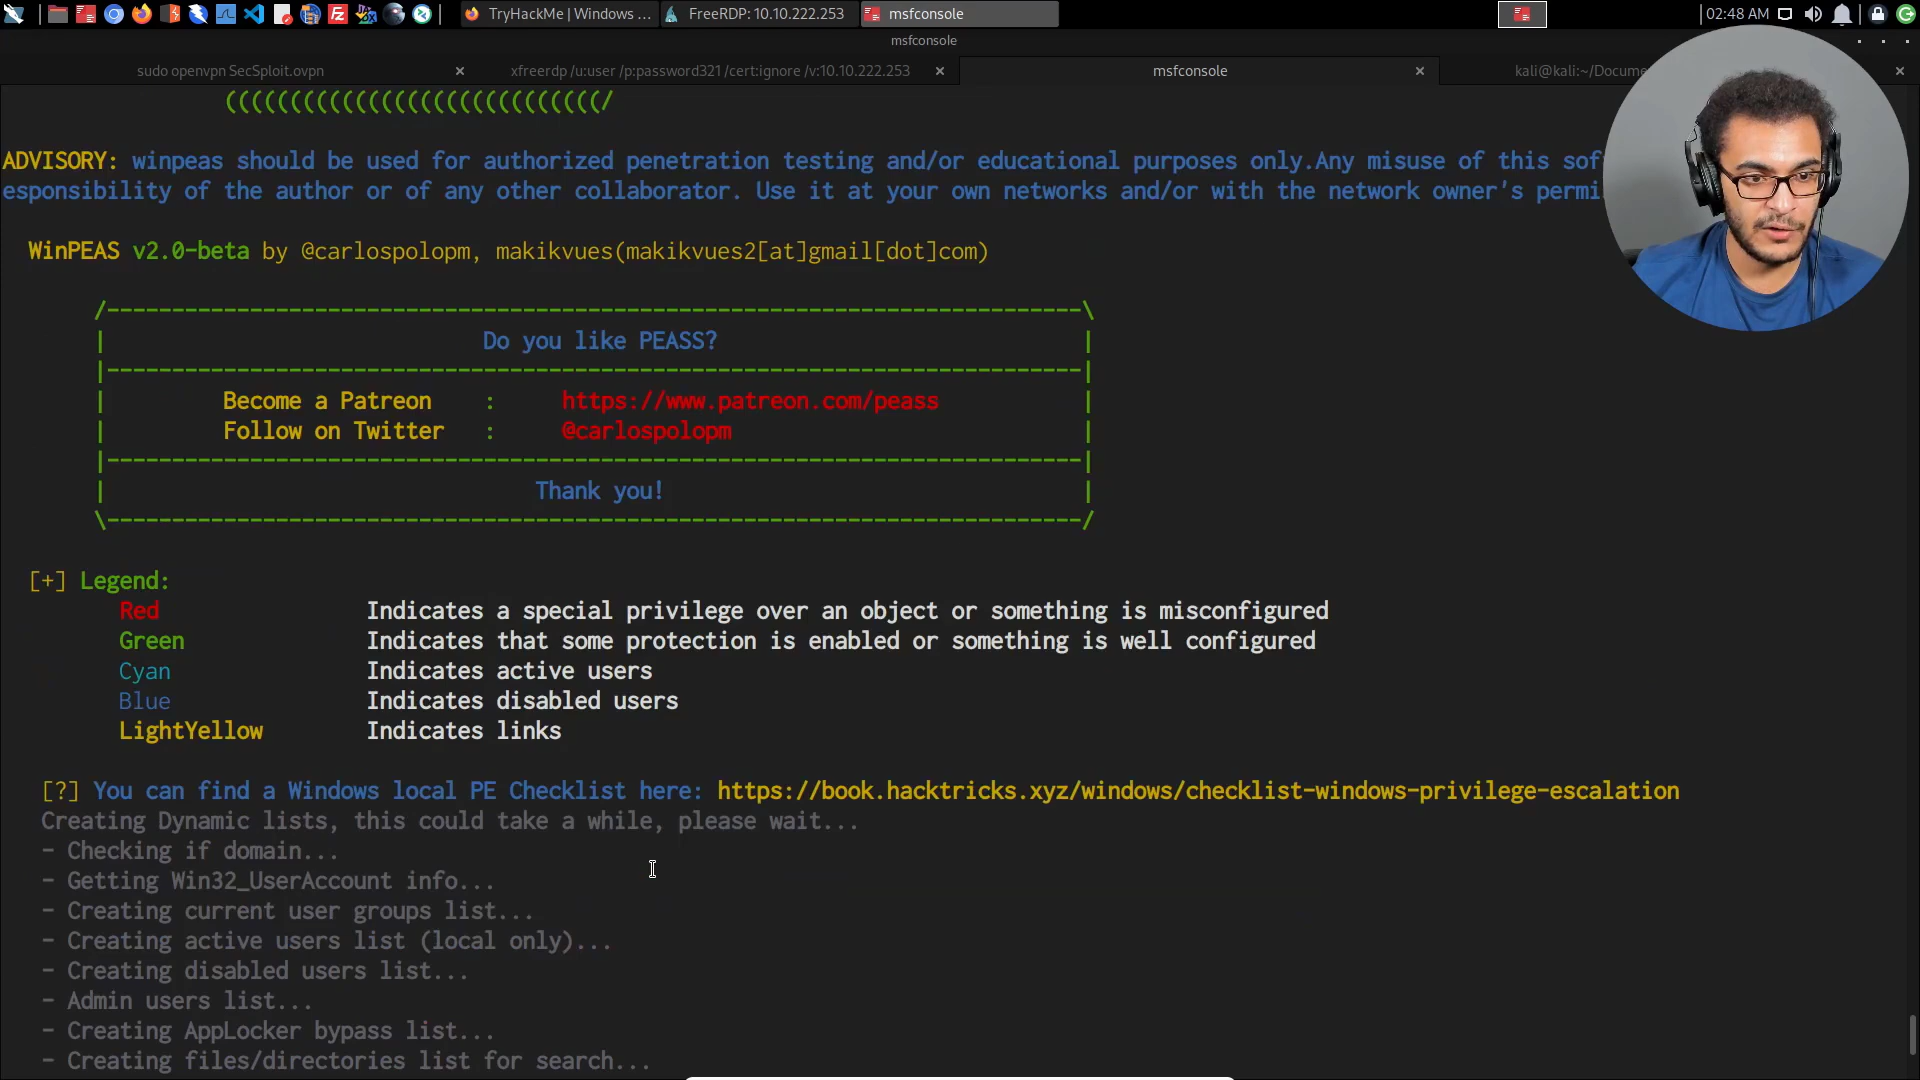 TryHackMe | Windows ...
FreeRDP: 10.10.222.253
msfconsole
02:48 AM
msfconsole
sudo openvpn SecSploit.ovpn
xfreerdp /u:user /p:password321 /cert:ignore /v:10.10.222.253
msfconsole
kali@kali:~/Docume
(((((((((((((((((((((((((((((/
ADVISORY: winpeas should be used for authorized penetration testing and/or educational purposes only.Any misuse of this sof
esponsibility of the author or of any other collaborator. Use it at your own networks and/or with the network owner's permi
WinPEAS v2.0-beta by @carlospolopm, makikvues(makikvues2[at]gmail[dot]com)
Do you like PEASS?
Become a Patreon : https://www.patreon.com/peass
Follow on Twitter : @carlospolopm
Thank you!
[+] Legend:
Red Indicates a special privilege over an object or something is misconfigured
Green Indicates that some protection is enabled or something is well configured
Cyan Indicates active users
Blue Indicates disabled users
LightYellow Indicates links
[?] You can find a Windows local PE Checklist here: https://book.hacktricks.xyz/windows/checklist-windows-privilege-escalation
Creating Dynamic lists, this could take a while, please wait...
- Checking if domain...
- Getting Win32_UserAccount info...
- Creating current user groups list...
- Creating active users list (local only)...
- Creating disabled users list...
- Admin users list...
- Creating AppLocker bypass list...
- Creating files/directories list for search...